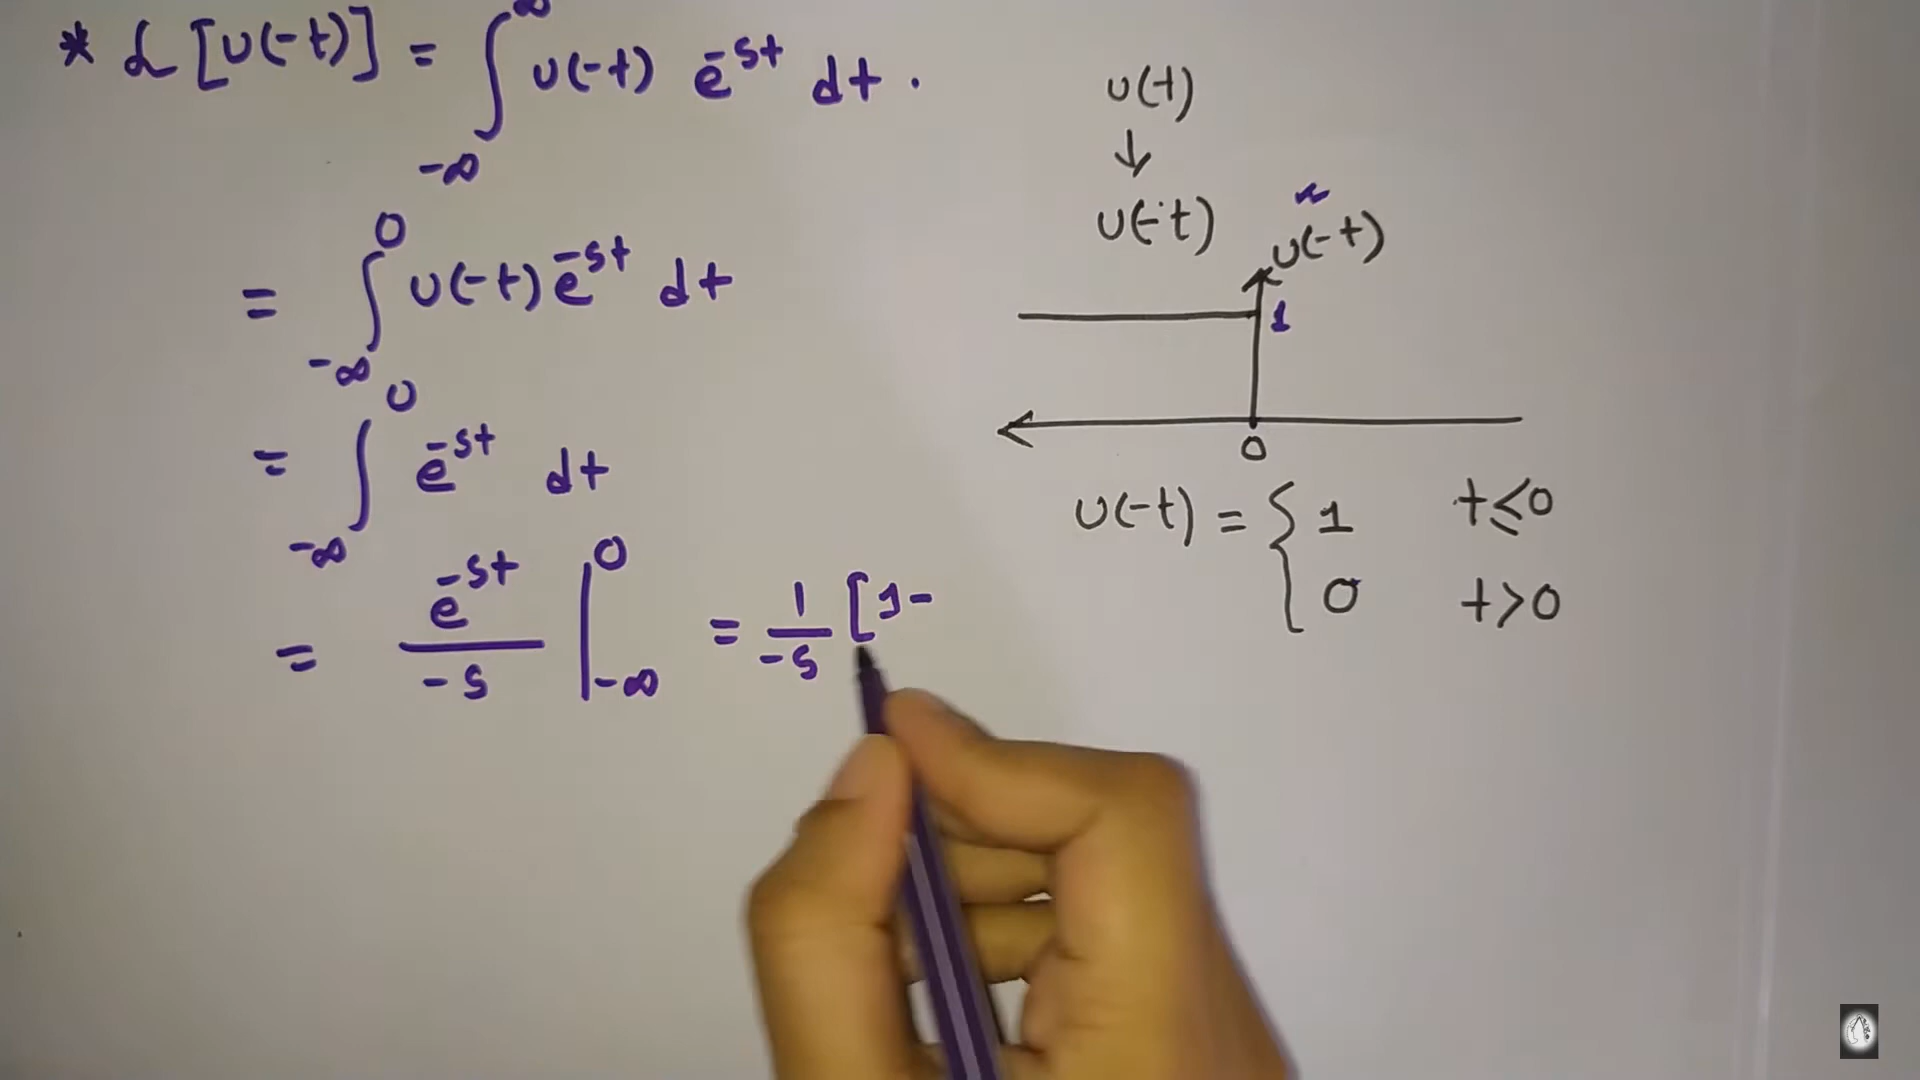 * ℒ[u(-t)] = ∫_{-∞}^{∞} u(-t) e^{-st} dt.
= ∫_{-∞}^{0} u(-t) e^{-st} dt
= ∫_{-∞}^{0} e^{-st} dt
= e^{-st}/-s |_{-∞}^{0} = 1/-s [1-
u(t)
↓
u(-t)
u(-t)
1
0
u(-t) = { 1 t≤0
0 t>0